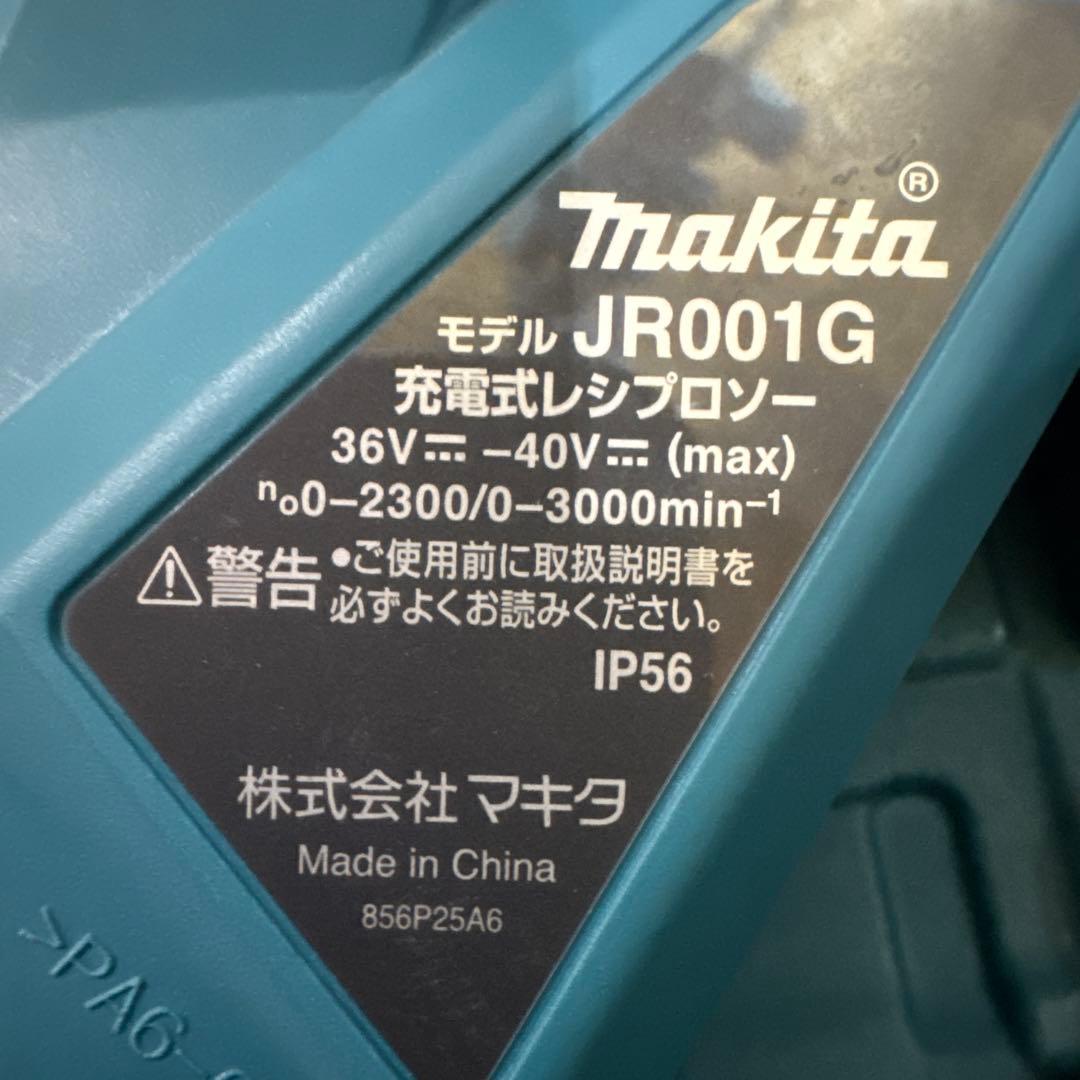 makita®
モデル JR001G
充電式レシプロソー
36V⎓ –40V⎓ (max)
n₀0–2300/0–3000min⁻¹
⚠警告 •ご使用前に取扱説明書を
必ずよくお読みください。
IP56
株式会社 マキタ
Made in China
856P25A6
>PA6-